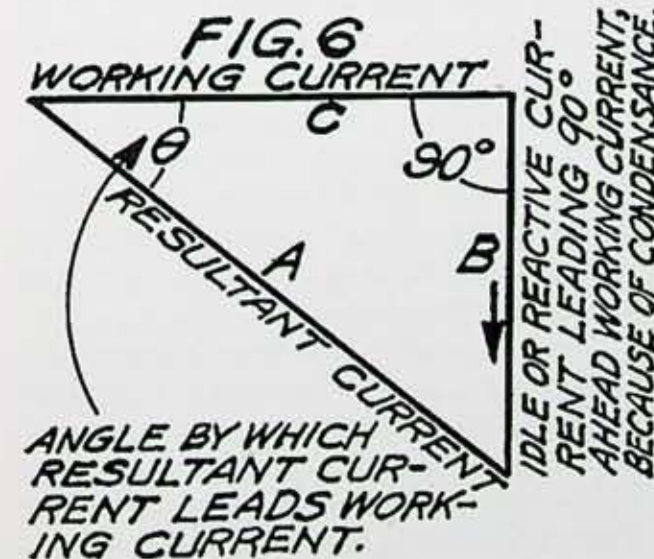 FIG. 6
WORKING CURRENT
C
θ
90°
RESULTANT CURRENT
A
B
IDLE OR REACTIVE CUR-
RENT LEADING 90°
AHEAD WORKING CURRENT,
BECAUSE OF CONDENSANCE.
ANGLE BY WHICH
RESULTANT CUR-
RENT LEADS WORK-
ING CURRENT.